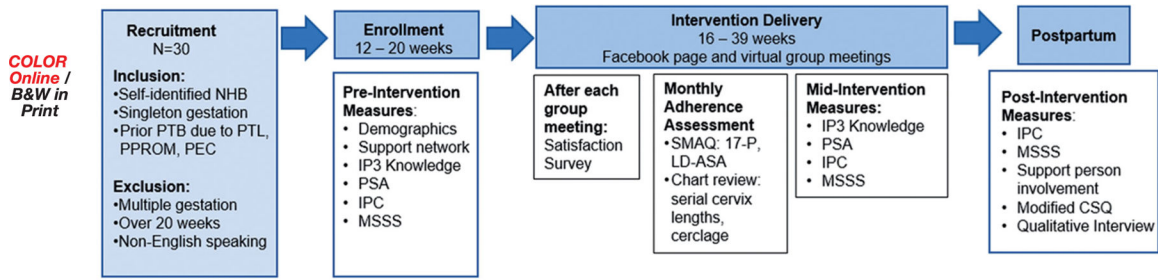 COLOR
Online /
B&W in
Print
Recruitment
N=30
Inclusion:
•Self-identified NHB
•Singleton gestation
•Prior PTB due to PTL,
PPROM, PEC
Exclusion:
•Multiple gestation
•Over 20 weeks
•Non-English speaking
Enrollment
12 – 20 weeks
Pre-Intervention
Measures:
• Demographics
• Support network
• IP3 Knowledge
• PSA
• IPC
• MSSS
Intervention Delivery
16 – 39 weeks
Facebook page and virtual group meetings
After each
group
meeting:
Satisfaction
Survey
Monthly
Adherence
Assessment
•SMAQ: 17-P,
LD-ASA
•Chart review:
serial cervix
lengths,
cerclage
Mid-Intervention
Measures:
• IP3 Knowledge
• PSA
• IPC
• MSSS
Postpartum
Post-Intervention
Measures:
• IPC
• MSSS
• Support person
involvement
• Modified CSQ
• Qualitative Interview